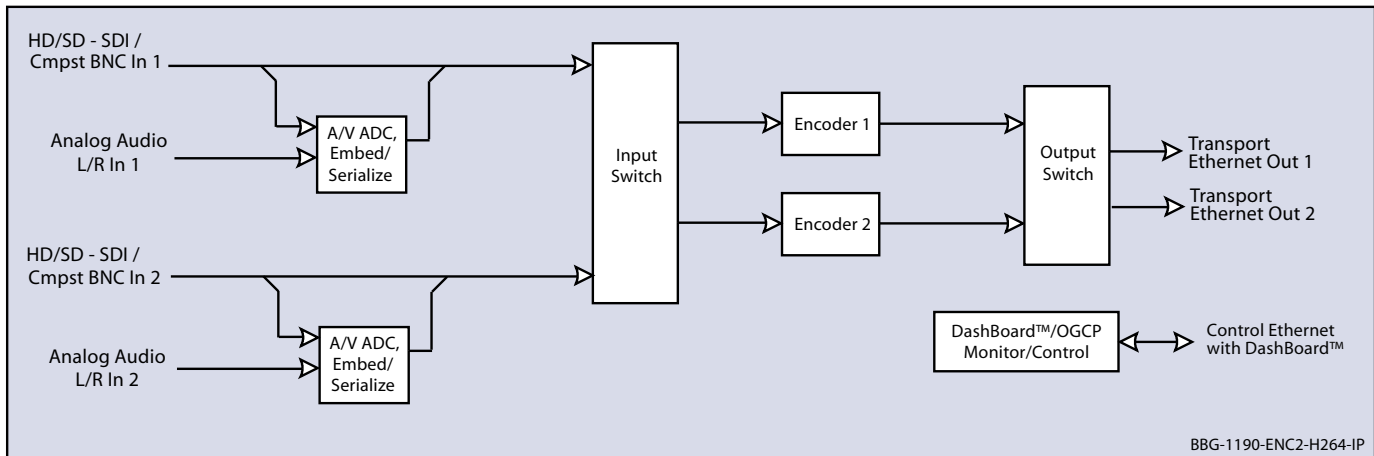 HD/SD - SDI /
Cmpst BNC In 1
Analog Audio
L/R In 1
A/V ADC,
Embed/
Serialize
HD/SD - SDI /
Cmpst BNC In 2
Analog Audio
L/R In 2
A/V ADC,
Embed/
Serialize
Input
Switch
Encoder 1
Encoder 2
Output
Switch
Transport
Ethernet Out 1
Transport
Ethernet Out 2
DashBoard™/OGCP
Monitor/Control
Control Ethernet
with DashBoard™
BBG-1190-ENC2-H264-IP